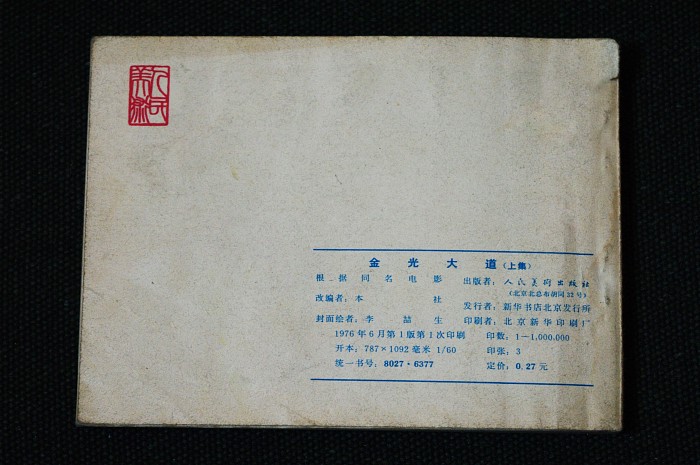 人民美术
金光大道(上集)
根据同名电影 出版者：人民美术出版社
(北京北总布胡同32号)
改编者：本社 发行者：新华书店北京发行所
封面绘者：李喆生 印刷者：北京新华印刷厂
1976年6月第1版第1次印刷 印数：1—1,000,000
开本：787×1092毫米 1/60 印张：3
统一书号：8027·6377 定价：0.27元